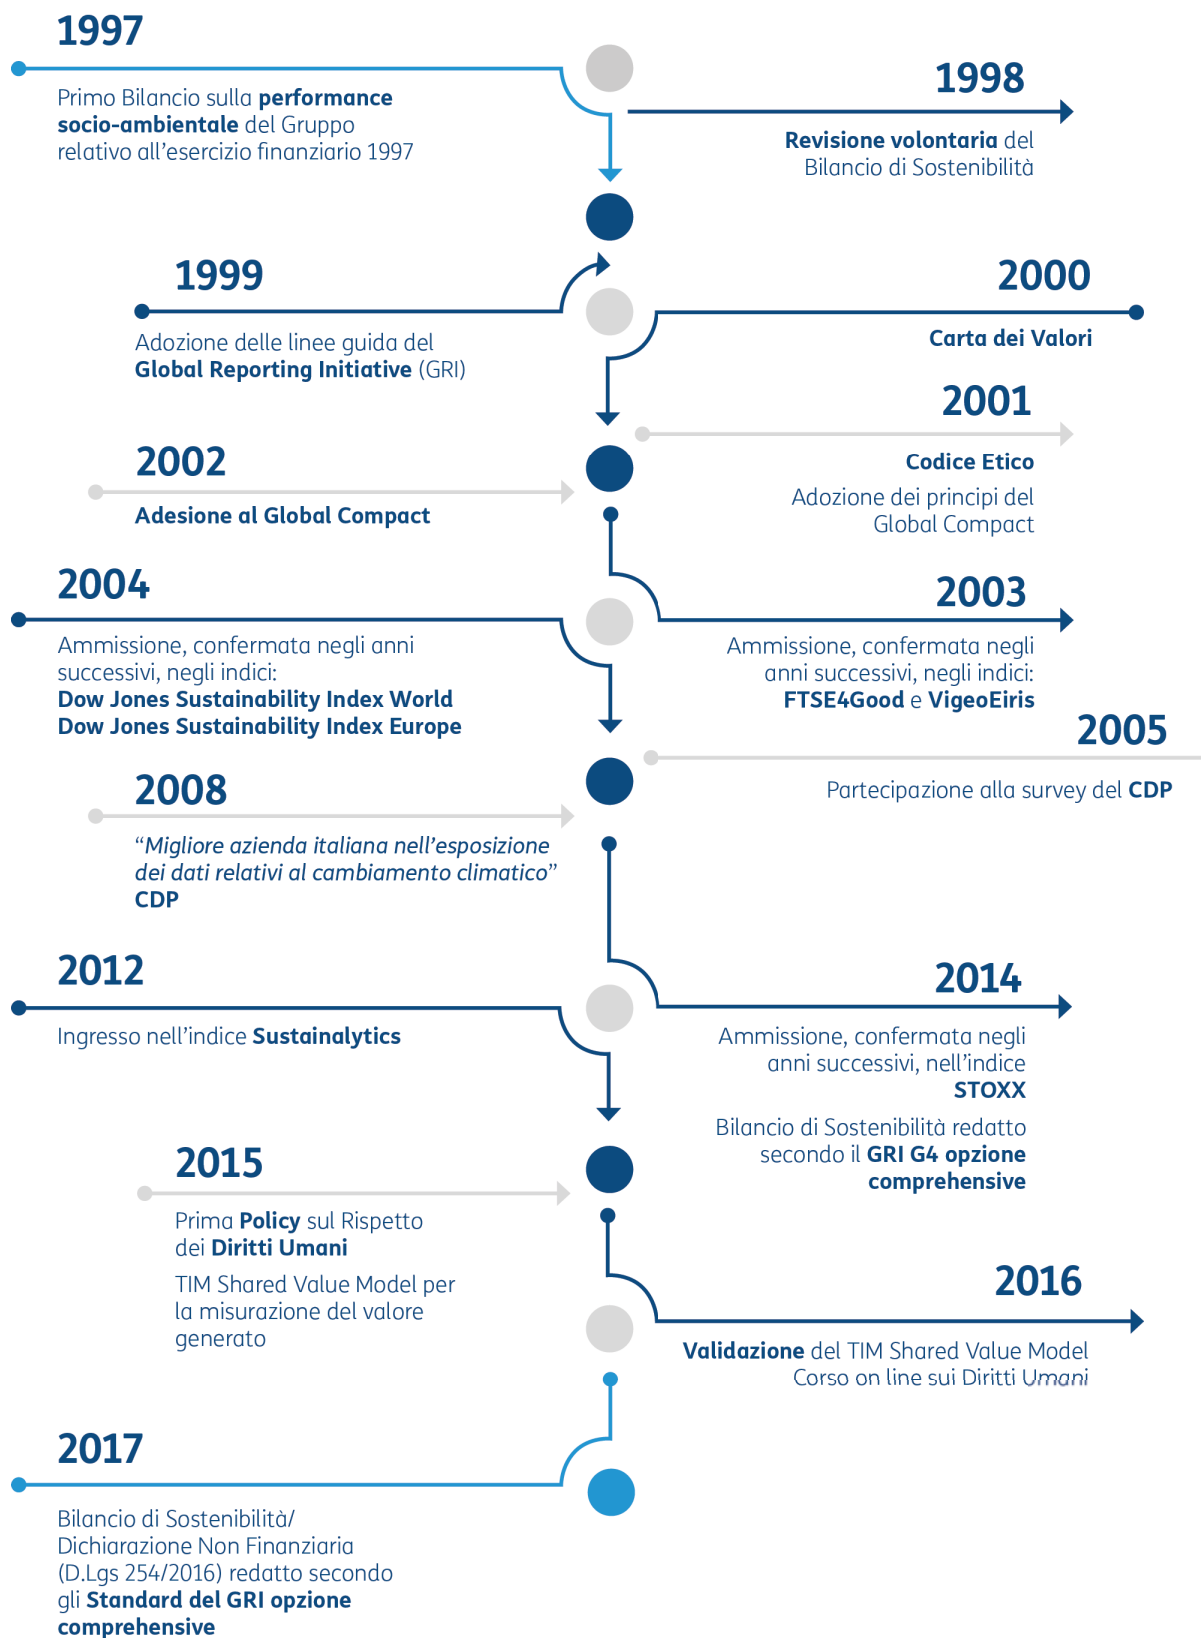 1997
Primo Bilancio sulla performance
socio-ambientale del Gruppo
relativo all'esercizio finanziario 1997
1998
Revisione volontaria del
Bilancio di Sostenibilità
1999
Adozione delle linee guida del
Global Reporting Initiative (GRI)
2000
Carta dei Valori
2001
Codice Etico
Adozione dei principi del
Global Compact
2002
Adesione al Global Compact
2003
Ammissione, confermata negli
anni successivi, negli indici:
FTSE4Good e VigeoEiris
2004
Ammissione, confermata negli anni
successivi, negli indici:
Dow Jones Sustainability Index World
Dow Jones Sustainability Index Europe
2005
Partecipazione alla survey del CDP
2008
“Migliore azienda italiana nell'esposizione
dei dati relativi al cambiamento climatico”
CDP
2012
Ingresso nell'indice Sustainalytics
2014
Ammissione, confermata negli
anni successivi, nell'indice
STOXX
Bilancio di Sostenibilità redatto
secondo il GRI G4 opzione
comprehensive
2015
Prima Policy sul Rispetto
dei Diritti Umani
TIM Shared Value Model per
la misurazione del valore
generato
2016
Validazione del TIM Shared Value Model
Corso on line sui Diritti Umani
2017
Bilancio di Sostenibilità/
Dichiarazione Non Finanziaria
(D.Lgs 254/2016) redatto secondo
gli Standard del GRI opzione
comprehensive